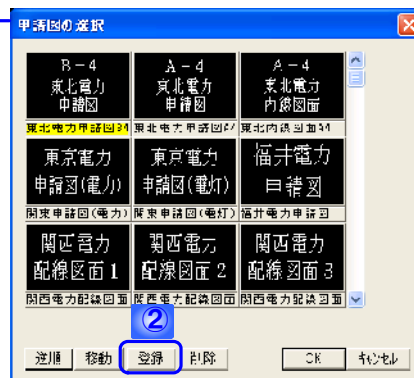 申請図の選択
B－4
東北電力
申請図
A－4
東北電力
申請図
A－4
東北電力
内線図面
東北電力申請図B4
東北電力申請図A4
東北内線図面A4
東京電力
申請図(電力)
東京電力
申請図(電灯)
福井電力
申請図
関東申請図(電力)
関東申請図(電灯)
福井電力申請図
関西電力
配線図面1
関西電力
配線図面2
関西電力
配線図面3
関西電力配線図面
関西電力配線図面
関西電力配線図面
②
逆順
移動
登録
削除
OK
キャンセル